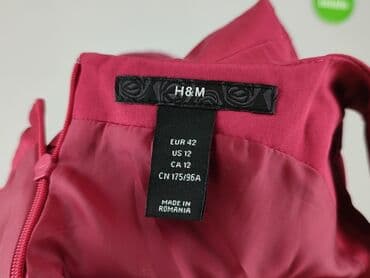 H&M
EUR 42
US 12
CA 12
CN 175/96A
MADE IN
ROMANIA